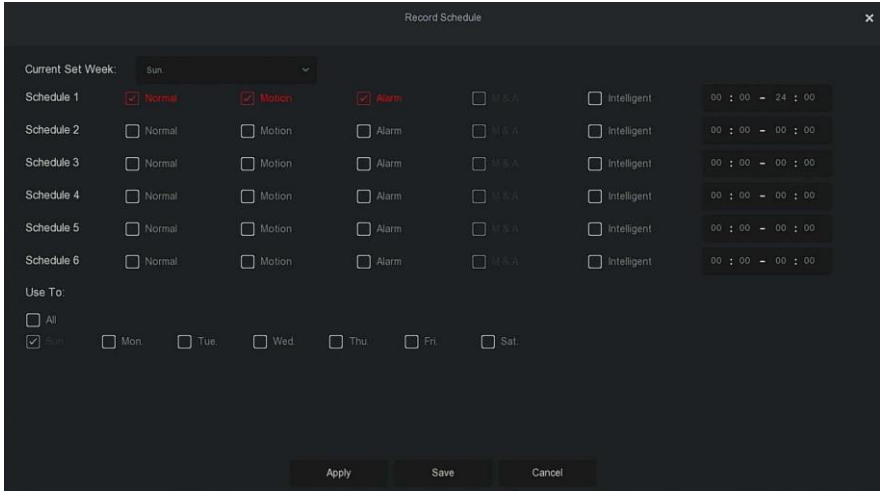 Record Schedule
Current Set Week: Sun.
Schedule 1 Normal Motion Alarm M & A Intelligent 00 : 00 - 24 : 00
Schedule 2 Normal Motion Alarm M & A Intelligent 00 : 00 - 00 : 00
Schedule 3 Normal Motion Alarm M & A Intelligent 00 : 00 - 00 : 00
Schedule 4 Normal Motion Alarm M & A Intelligent 00 : 00 - 00 : 00
Schedule 5 Normal Motion Alarm M & A Intelligent 00 : 00 - 00 : 00
Schedule 6 Normal Motion Alarm M & A Intelligent 00 : 00 - 00 : 00
Use To:
All
Sun. Mon. Tue. Wed. Thu. Fri. Sat.
Apply Save Cancel